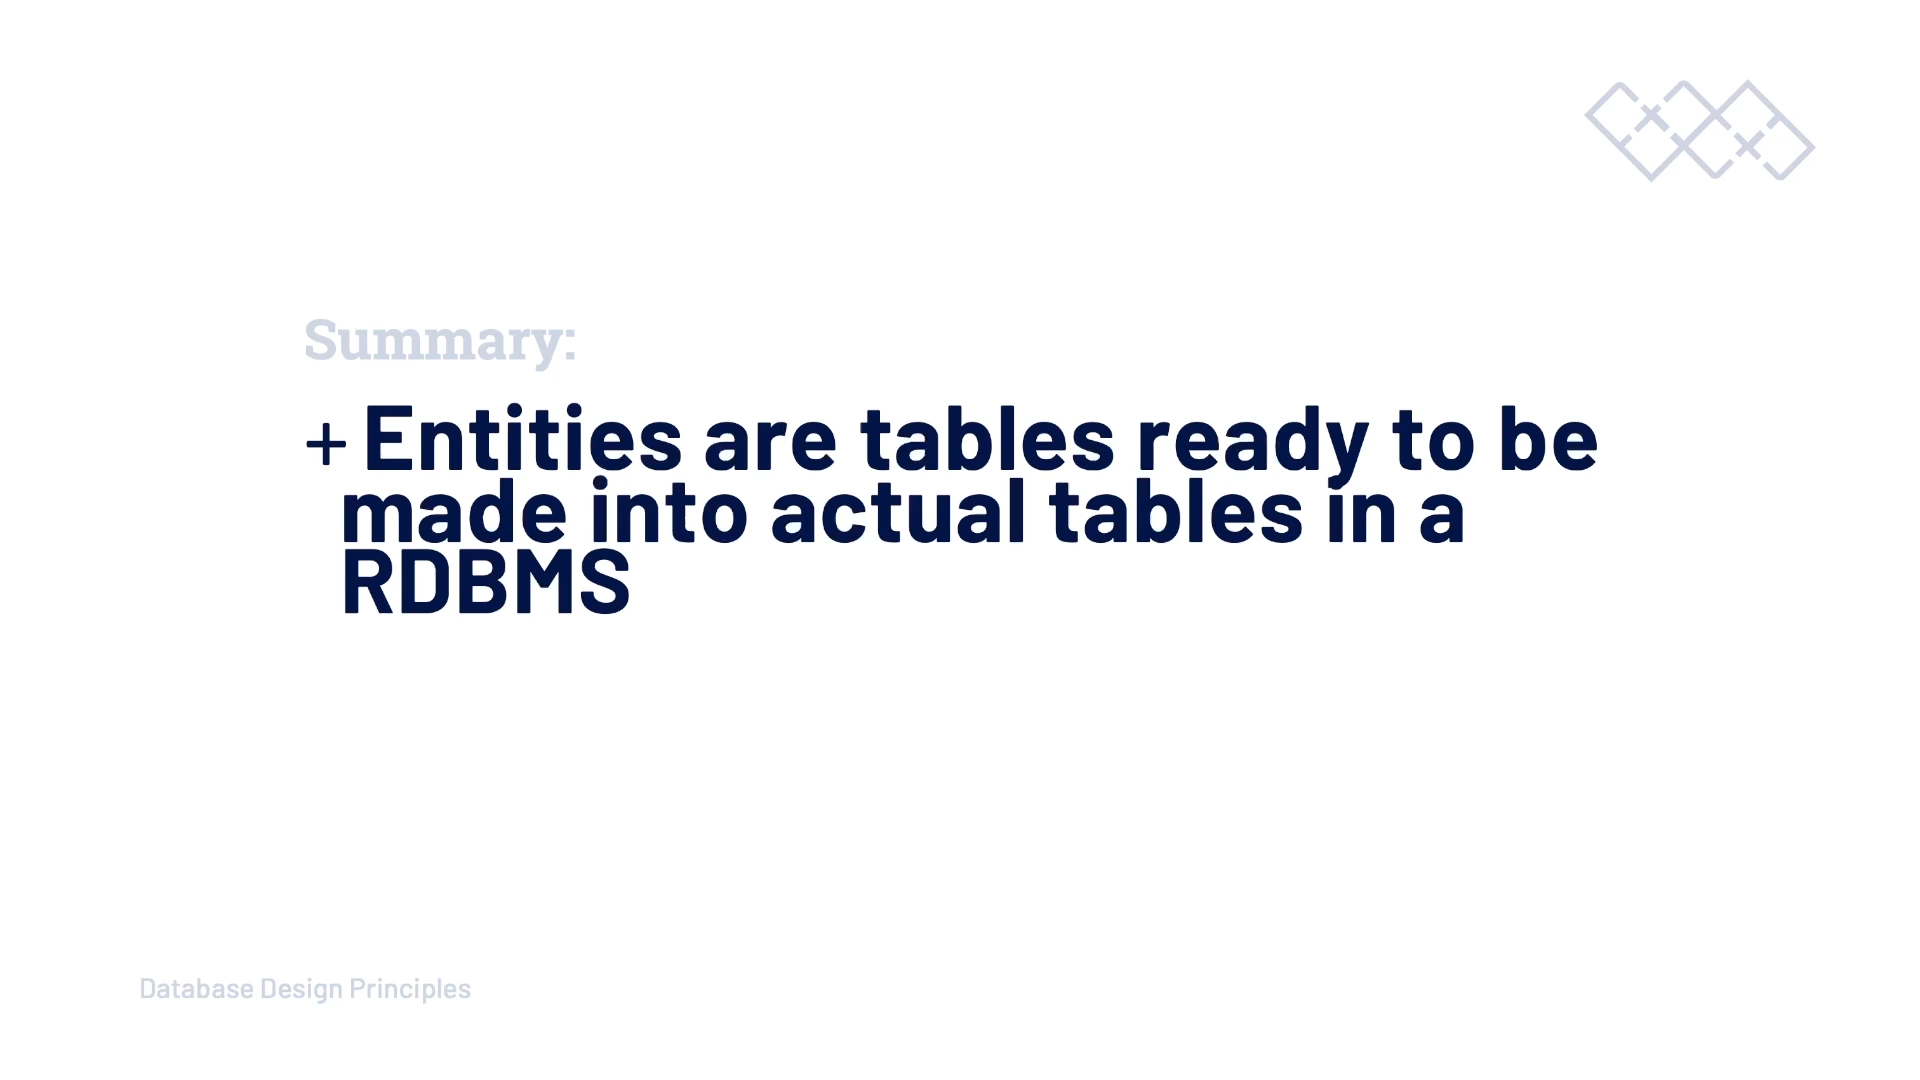 Summary:
+ Entities are tables ready to be
made into actual tables in a
RDBMS
Database Design Principles